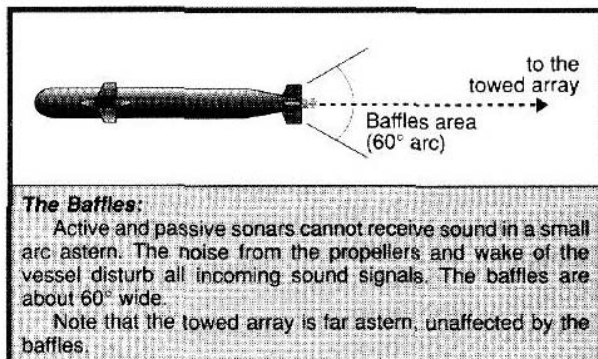 to the
towed array
Baffles area
(60° arc)
The Baffles:
Active and passive sonars cannot receive sound in a small
arc astern. The noise from the propellers and wake of the
vessel disturb all incoming sound signals. The baffles are
about 60° wide.
Note that the towed array is far astern, unaffected by the
baffles.